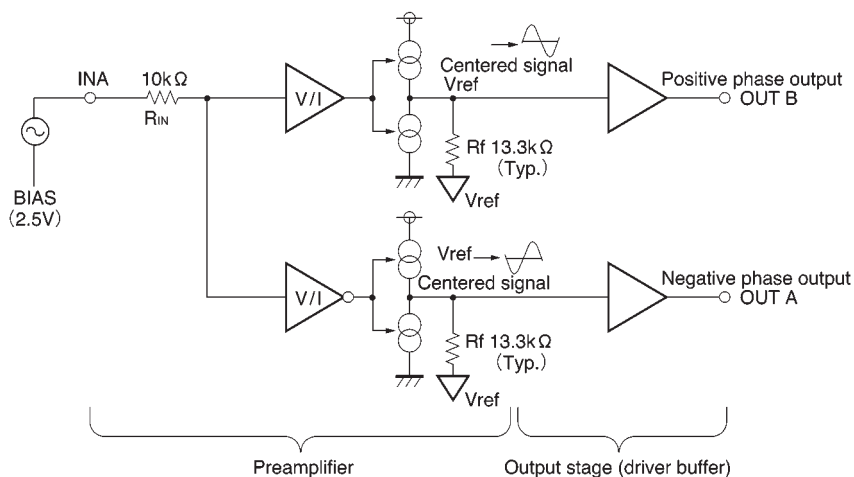 INA
10kΩ
RIN
BIAS
(2.5V)
V/I
Centered signal
Vref
Rf 13.3kΩ
(Typ.)
Vref
Positive phase output
OUT B
V/I
Vref
Centered signal
Rf 13.3kΩ
(Typ.)
Vref
Negative phase output
OUT A
Preamplifier
Output stage (driver buffer)